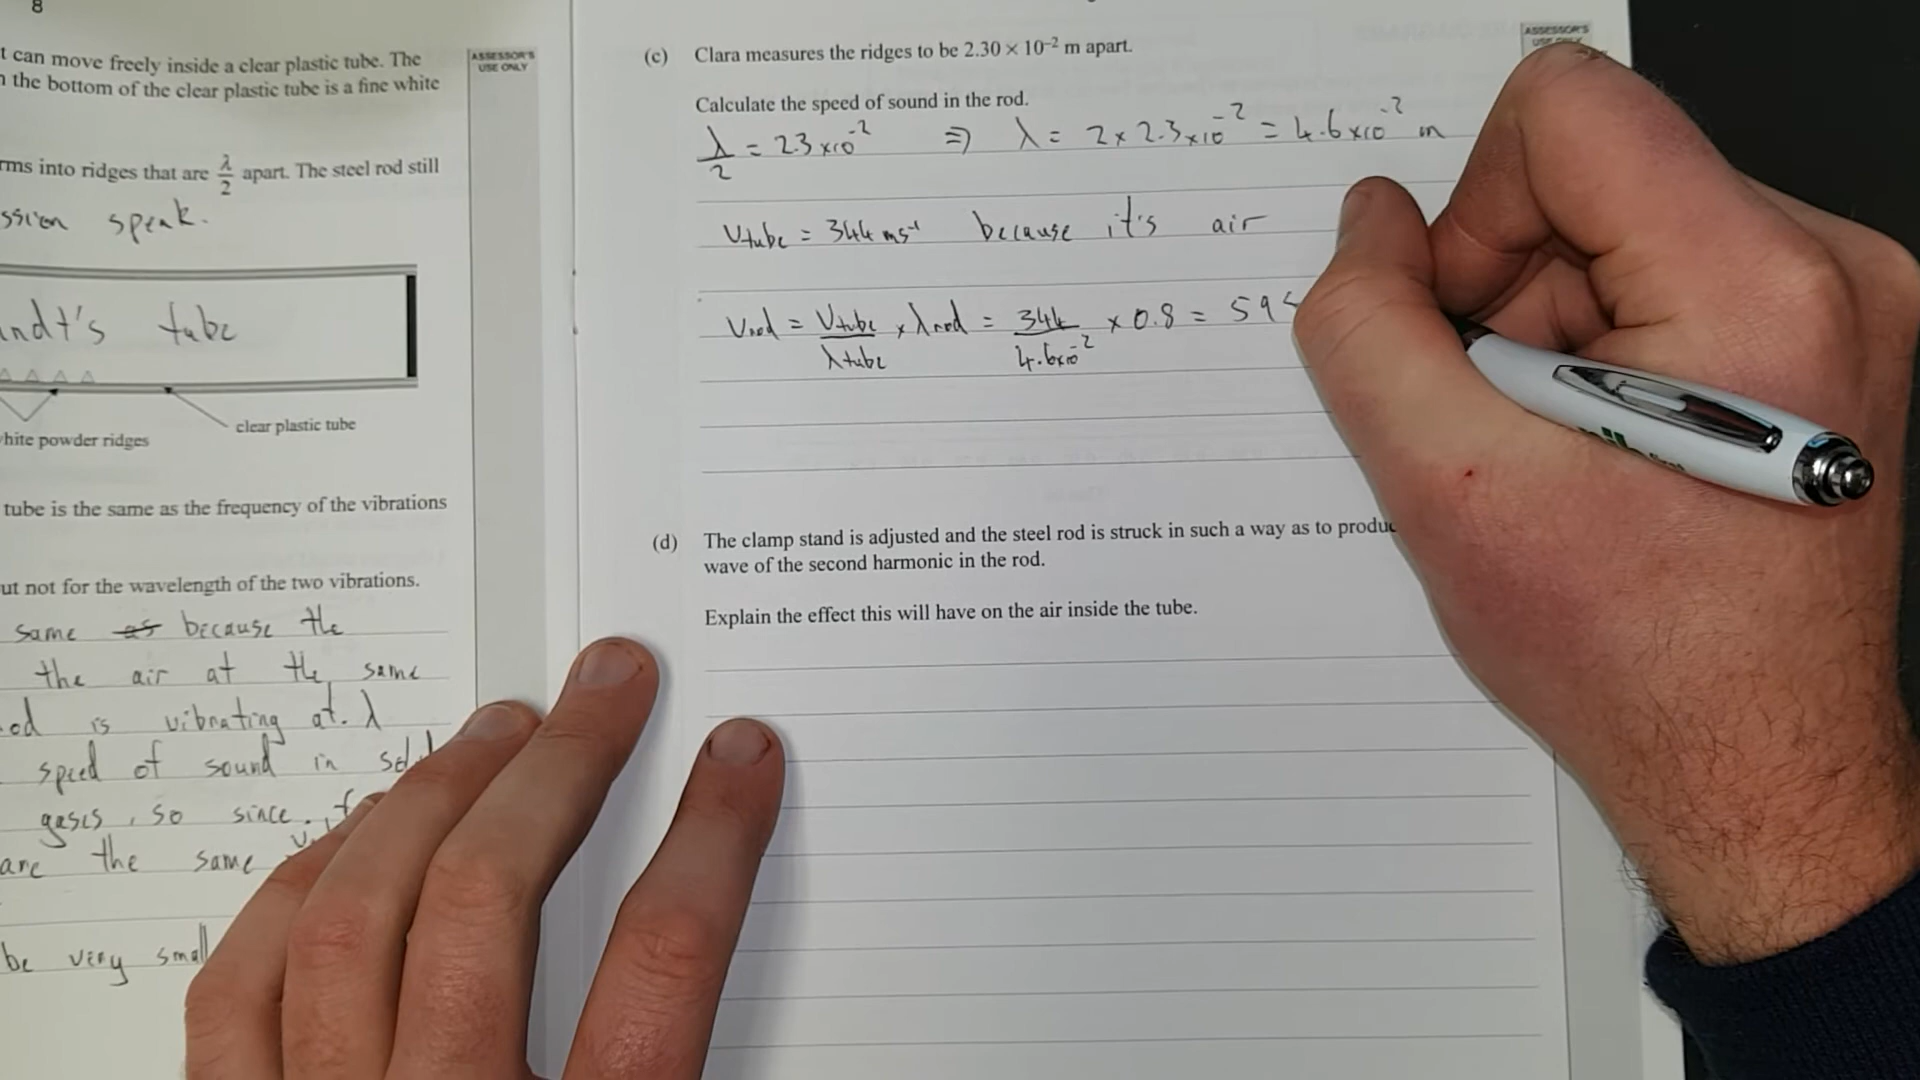 8
t can move freely inside a clear plastic tube. The
the bottom of the clear plastic tube is a fine white
rms into ridges that are λ/2 apart. The steel rod still
ssion speak.
ndt's tube
hite powder ridges
clear plastic tube
tube is the same as the frequency of the vibrations
ut not for the wavelength of the two vibrations.
same as because the
the air at the same
od is vibrating at. λ
speed of sound in
gases, so since f
are the same
be very small
ASSESSOR'S
USE ONLY
(c) Clara measures the ridges to be 2.30 × 10⁻² m apart.
Calculate the speed of sound in the rod.
λ/2 = 2.3 ×10⁻² ⇒ λ = 2 × 2.3×10⁻² = 4.6×10⁻² m
Vtube = 344 ms⁻¹ because it's air
Vrod = Vtube/λtube × λrod = 344/4.6×10⁻² × 0.8 = 59
(d) The clamp stand is adjusted and the steel rod is struck in such a way as to produc
wave of the second harmonic in the rod.
Explain the effect this will have on the air inside the tube.
ASSESSOR'S
USE ONLY